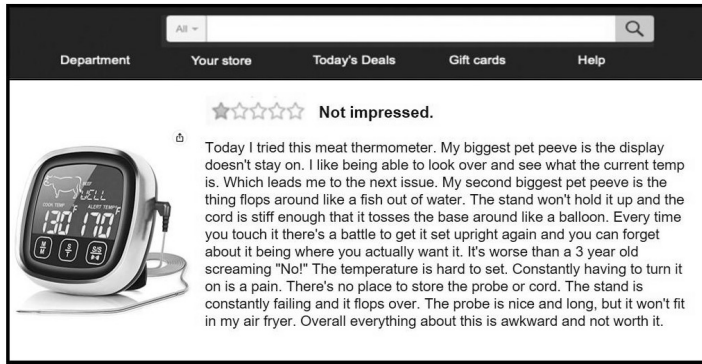 All
Department Your store Today's Deals Gift cards Help
Not impressed.
Today I tried this meat thermometer. My biggest pet peeve is the display
doesn't stay on. I like being able to look over and see what the current temp
is. Which leads me to the next issue. My second biggest pet peeve is the
thing flops around like a fish out of water. The stand won't hold it up and the
cord is stiff enough that it tosses the base around like a balloon. Every time
you touch it there's a battle to get it set upright again and you can forget
about it being where you actually want it. It's worse than a 3 year old
screaming "No!" The temperature is hard to set. Constantly having to turn it
on is a pain. There's no place to store the probe or cord. The stand is
constantly failing and it flops over. The probe is nice and long, but it won't fit
in my air fryer. Overall everything about this is awkward and not worth it.
BEEF
WELL
COOK TEMP ALERT TEMP
130°F 170°F